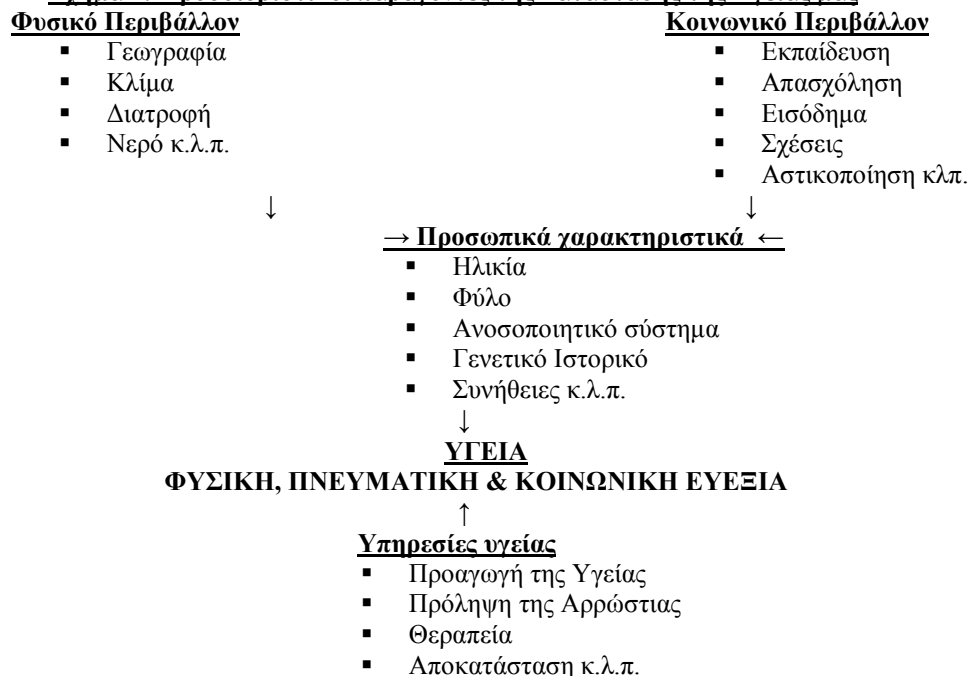 Φυσικό Περιβάλλον
▪ Γεωγραφία
▪ Κλίμα
▪ Διατροφή
▪ Νερό κ.λ.π.
Κοινωνικό Περιβάλλον
▪ Εκπαίδευση
▪ Απασχόληση
▪ Εισόδημα
▪ Σχέσεις
▪ Αστικοποίηση κλπ.
↓ ↓
→ Προσωπικά χαρακτηριστικά ←
▪ Ηλικία
▪ Φύλο
▪ Ανοσοποιητικό σύστημα
▪ Γενετικό Ιστορικό
▪ Συνήθειες κ.λ.π.
↓
ΥΓΕΙΑ
ΦΥΣΙΚΗ, ΠΝΕΥΜΑΤΙΚΗ & ΚΟΙΝΩΝΙΚΗ ΕΥΕΞΙΑ
↑
Υπηρεσίες υγείας
▪ Προαγωγή της Υγείας
▪ Πρόληψη της Αρρώστιας
▪ Θεραπεία
▪ Αποκατάσταση κ.λ.π.